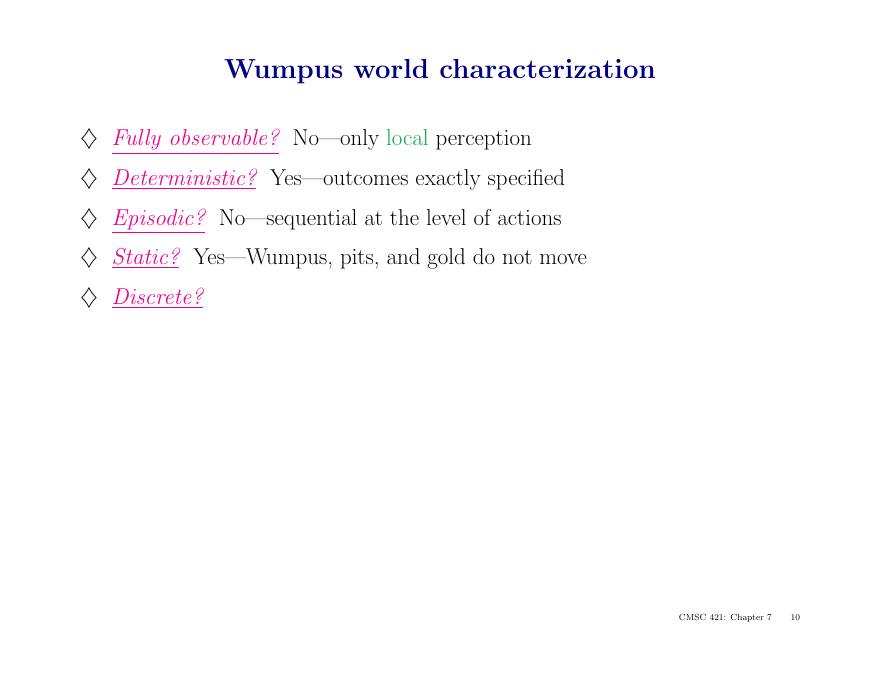 Wumpus world characterization
♢ Fully observable? No—only local perception
♢ Deterministic? Yes—outcomes exactly specified
♢ Episodic? No—sequential at the level of actions
♢ Static? Yes—Wumpus, pits, and gold do not move
♢ Discrete?
CMSC 421: Chapter 7 10